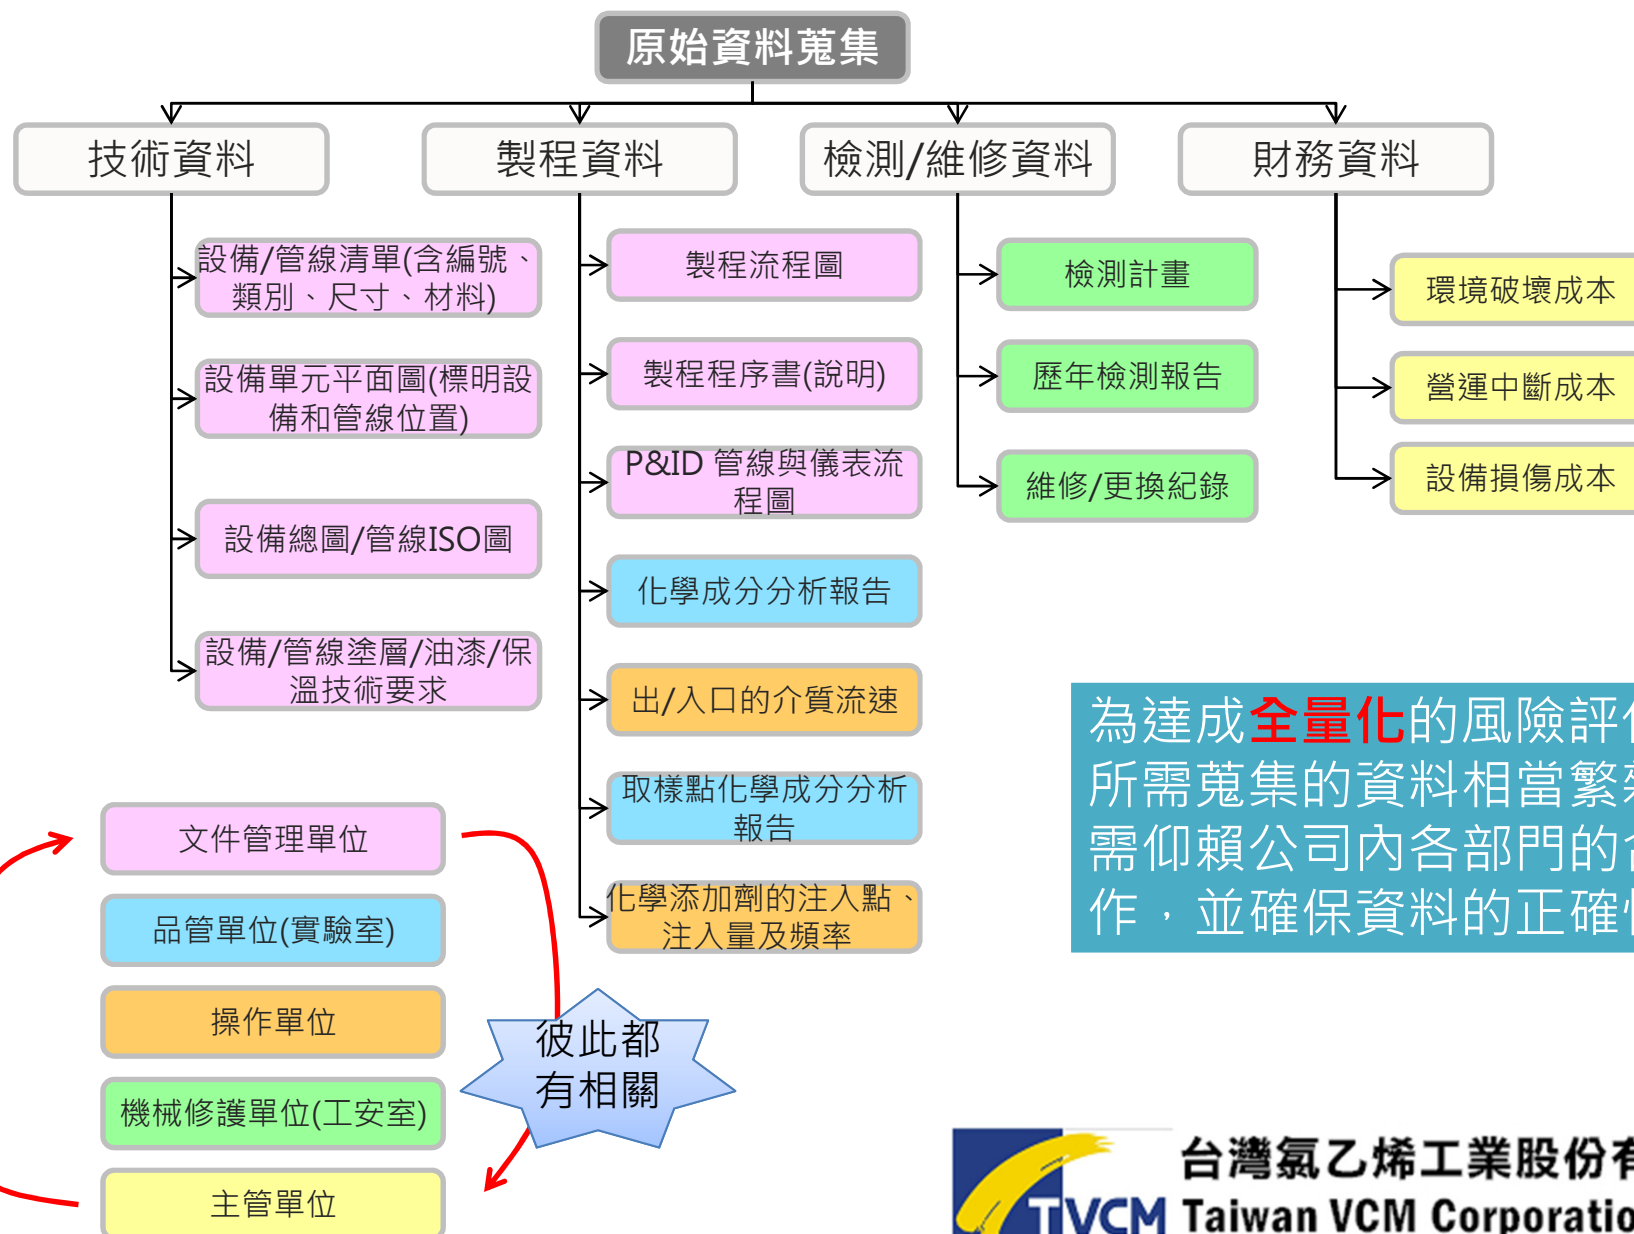 原始資料蒐集
技術資料
製程資料
檢測/維修資料
財務資料
設備/管線清單(含編號、
類別、尺寸、材料)
設備單元平面圖(標明設
備和管線位置)
設備總圖/管線ISO圖
設備/管線塗層/油漆/保
溫技術要求
製程流程圖
製程程序書(說明)
P&ID 管線與儀表流
程圖
化學成分分析報告
出/入口的介質流速
取樣點化學成分分析
報告
化學添加劑的注入點、
注入量及頻率
檢測計畫
歷年檢測報告
維修/更換紀錄
環境破壞成本
營運中斷成本
設備損傷成本
為達成全量化的風險評
所需蒐集的資料相當繁
需仰賴公司內各部門的
作，並確保資料的正確
文件管理單位
品管單位(實驗室)
操作單位
機械修護單位(工安室)
主管單位
彼此都
有相關
台灣氯乙烯工業股份
TVCM
Taiwan VCM Corporatio